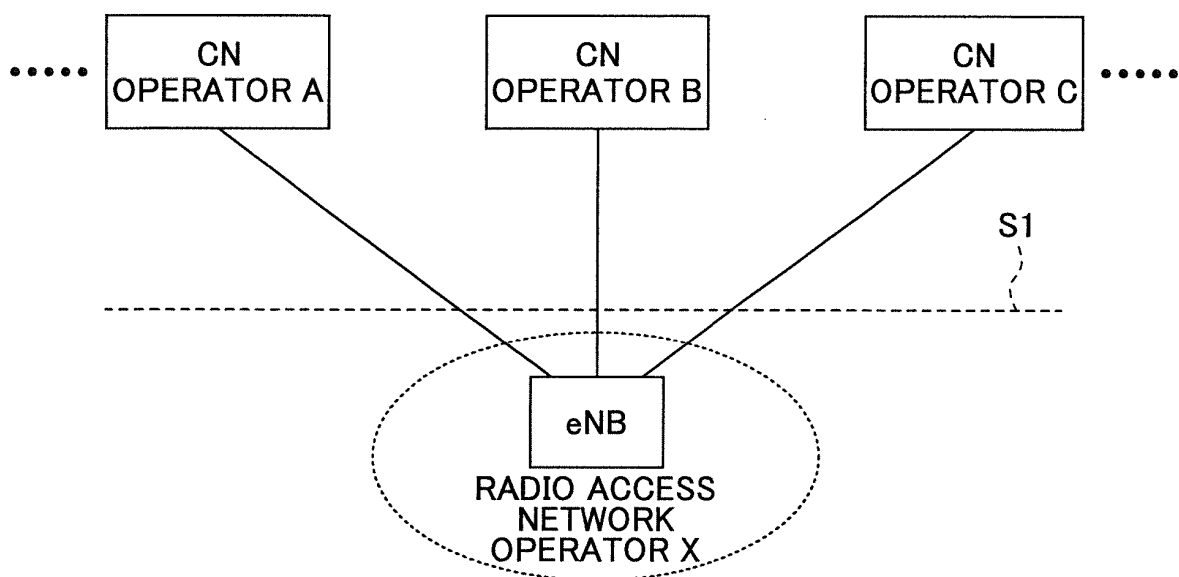 CN
OPERATOR A
CN
OPERATOR B
CN
OPERATOR C
S1
eNB
RADIO ACCESS
NETWORK
OPERATOR X